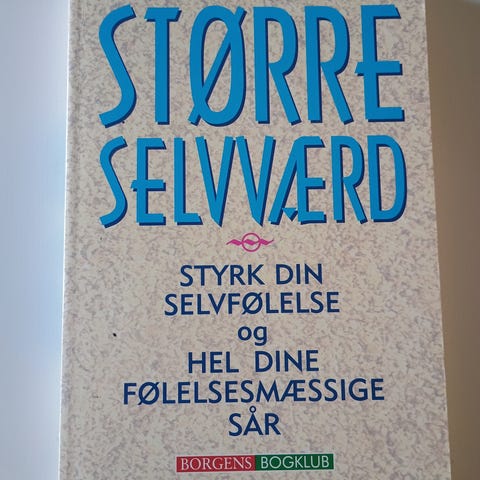 STØRRE
SELVVÆRD
STYRK DIN
SELVFØLELSE
og
HEL DINE
FØLELSESMÆSSIGE
SÅR
BORGENS BOGKLUB